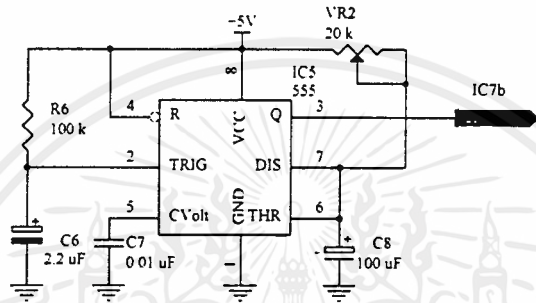 -5V
VR2
20 k
IC5
555
IC7b
R6
100 k
8
4
R
VCC
Q
3
2
TRIG
DIS
7
5
CVolt
GND
THR
6
1
C6
2.2 uF
C7
0.01 uF
C8
100 uF